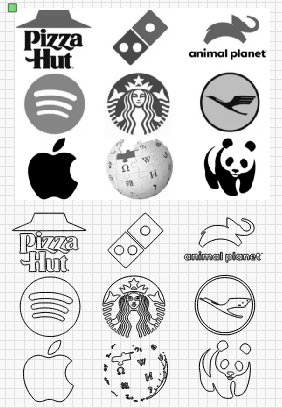 Pizza
Hut
animal planet
W
Ω
W
И
Pizza
Hut
animal planet
W
Ω